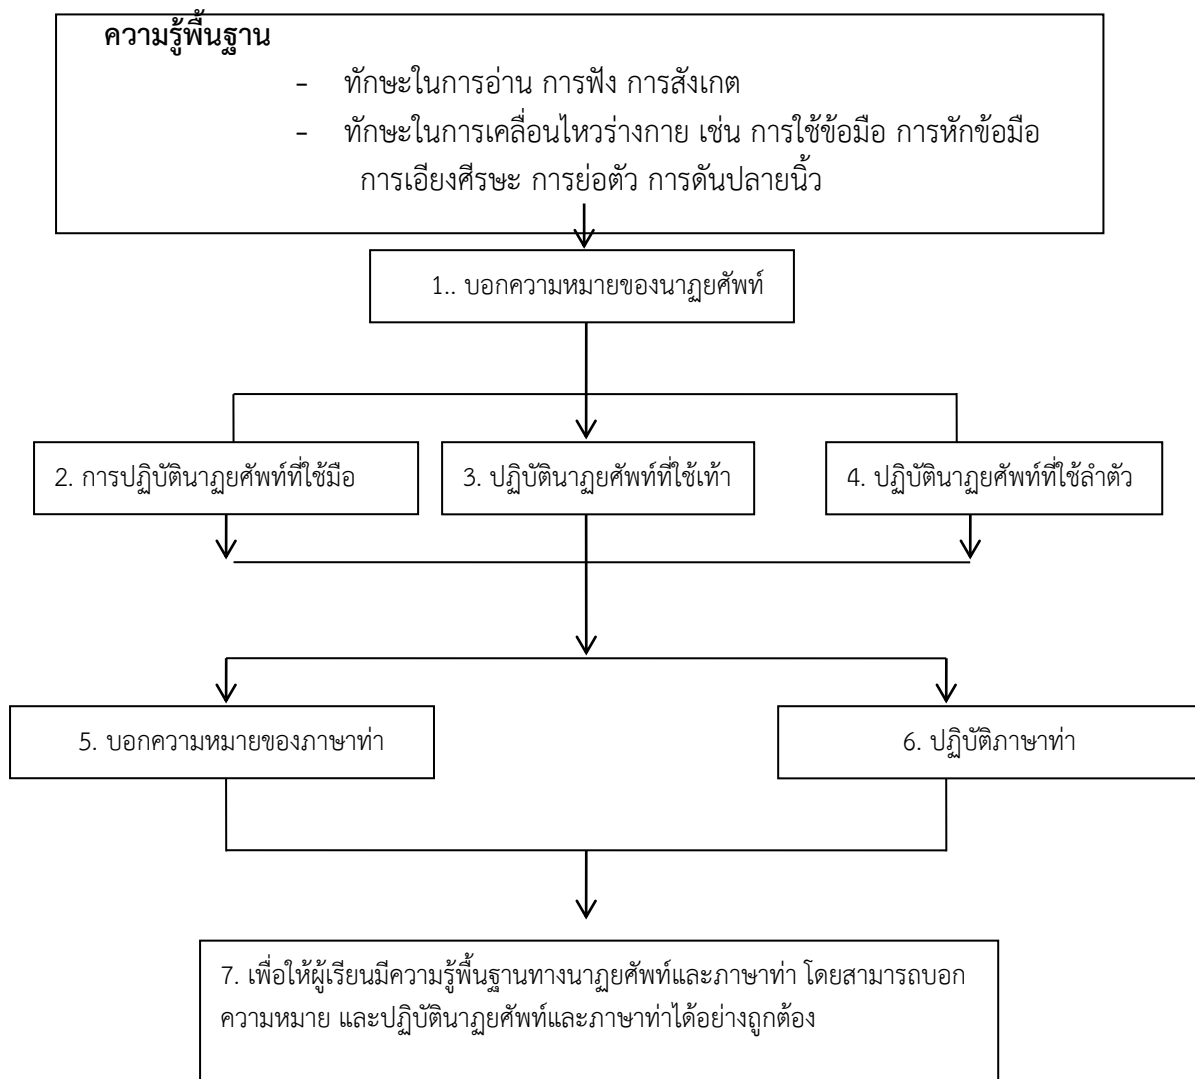 ความรู้พื้นฐาน
- ทักษะในการอ่าน การฟัง การสังเกต
- ทักษะในการเคลื่อนไหวร่างกาย เช่น การใช้ข้อมือ การหักข้อมือ
การเอียงศีรษะ การย่อตัว การดันปลายนิ้ว
1.. บอกความหมายของนาฏยศัพท์
2. การปฏิบัตินาฏยศัพท์ที่ใช้มือ
3. ปฏิบัตินาฏยศัพท์ที่ใช้เท้า
4. ปฏิบัตินาฏยศัพท์ที่ใช้ลำตัว
5. บอกความหมายของภาษาท่า
6. ปฏิบัติภาษาท่า
7. เพื่อให้ผู้เรียนมีความรู้พื้นฐานทางนาฏยศัพท์และภาษาท่า โดยสามารถบอก
ความหมาย และปฏิบัตินาฏยศัพท์และภาษาท่าได้อย่างถูกต้อง